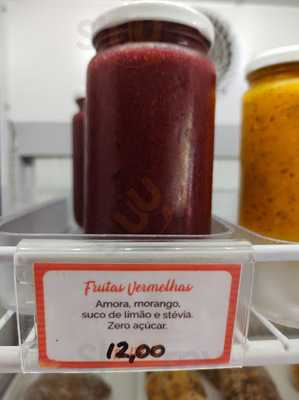 Frutas Vermelhas
Amora, morango,
suco de limão e stévia.
Zero açúcar.
12,00